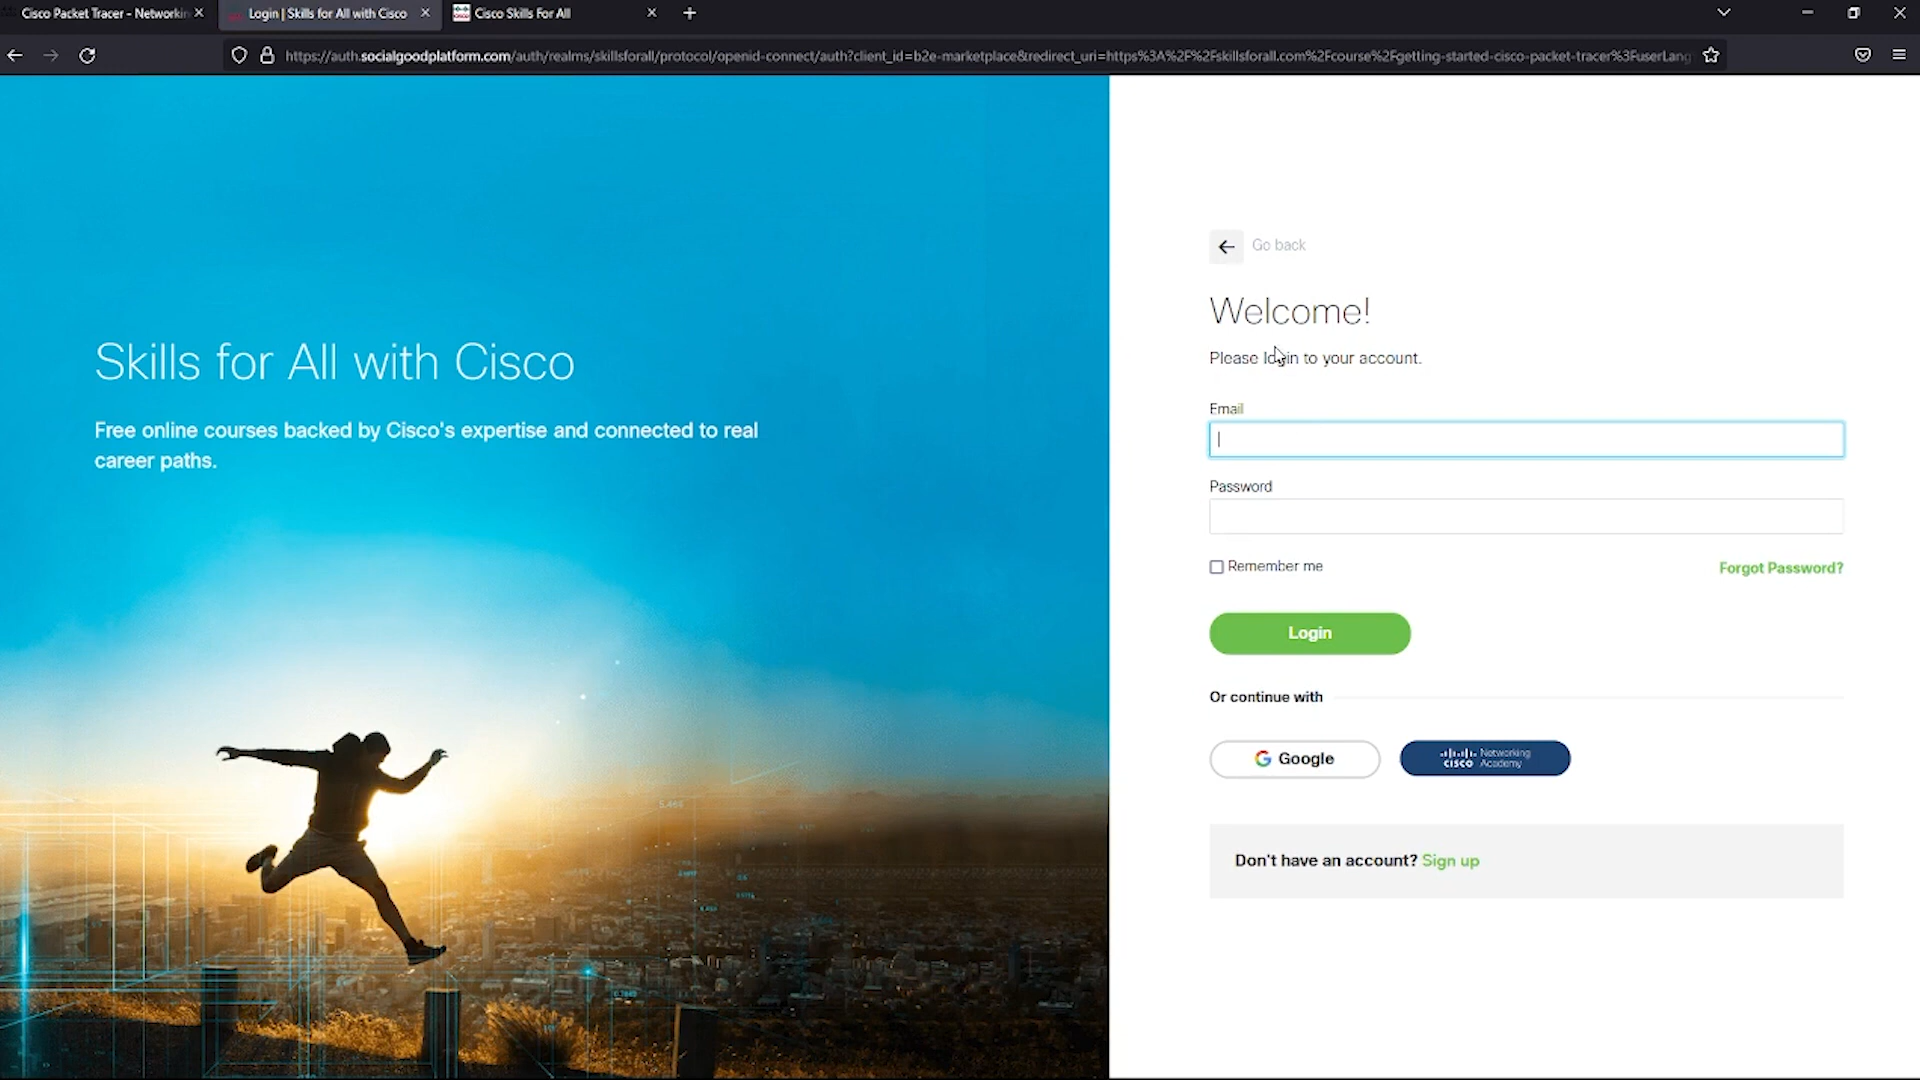 Cisco Packet Tracer - Networkin
Login | Skills for All with Cisco
Cisco Skills For All
https://auth.socialgoodplatform.com/auth/realms/skillsforall/protocol/openid-connect/auth?client_id=b2e-marketplace&redirect_uri=https%3A%2F%2Fskillsforall.com%2Fcourse%2Fgetting-started-cisco-packet-tracer%3FuserLang
Skills for All with Cisco
Free online courses backed by Cisco's expertise and connected to real
career paths.
Go back
Welcome!
Please login to your account.
Email
Password
Remember me
Forgot Password?
Login
Or continue with
Google
Networking
cisco Academy
Don't have an account? Sign up